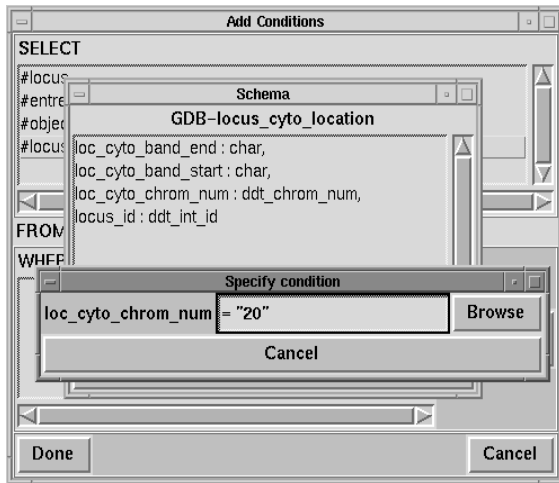 Add Conditions
SELECT
#locus
#entre
#objec
#locus
Schema
GDB-locus_cyto_location
loc_cyto_band_end : char,
loc_cyto_band_start : char,
loc_cyto_chrom_num : ddt_chrom_num,
locus_id : ddt_int_id
FROM
WHER
Specify condition
loc_cyto_chrom_num = "20" Browse
Cancel
Done Cancel